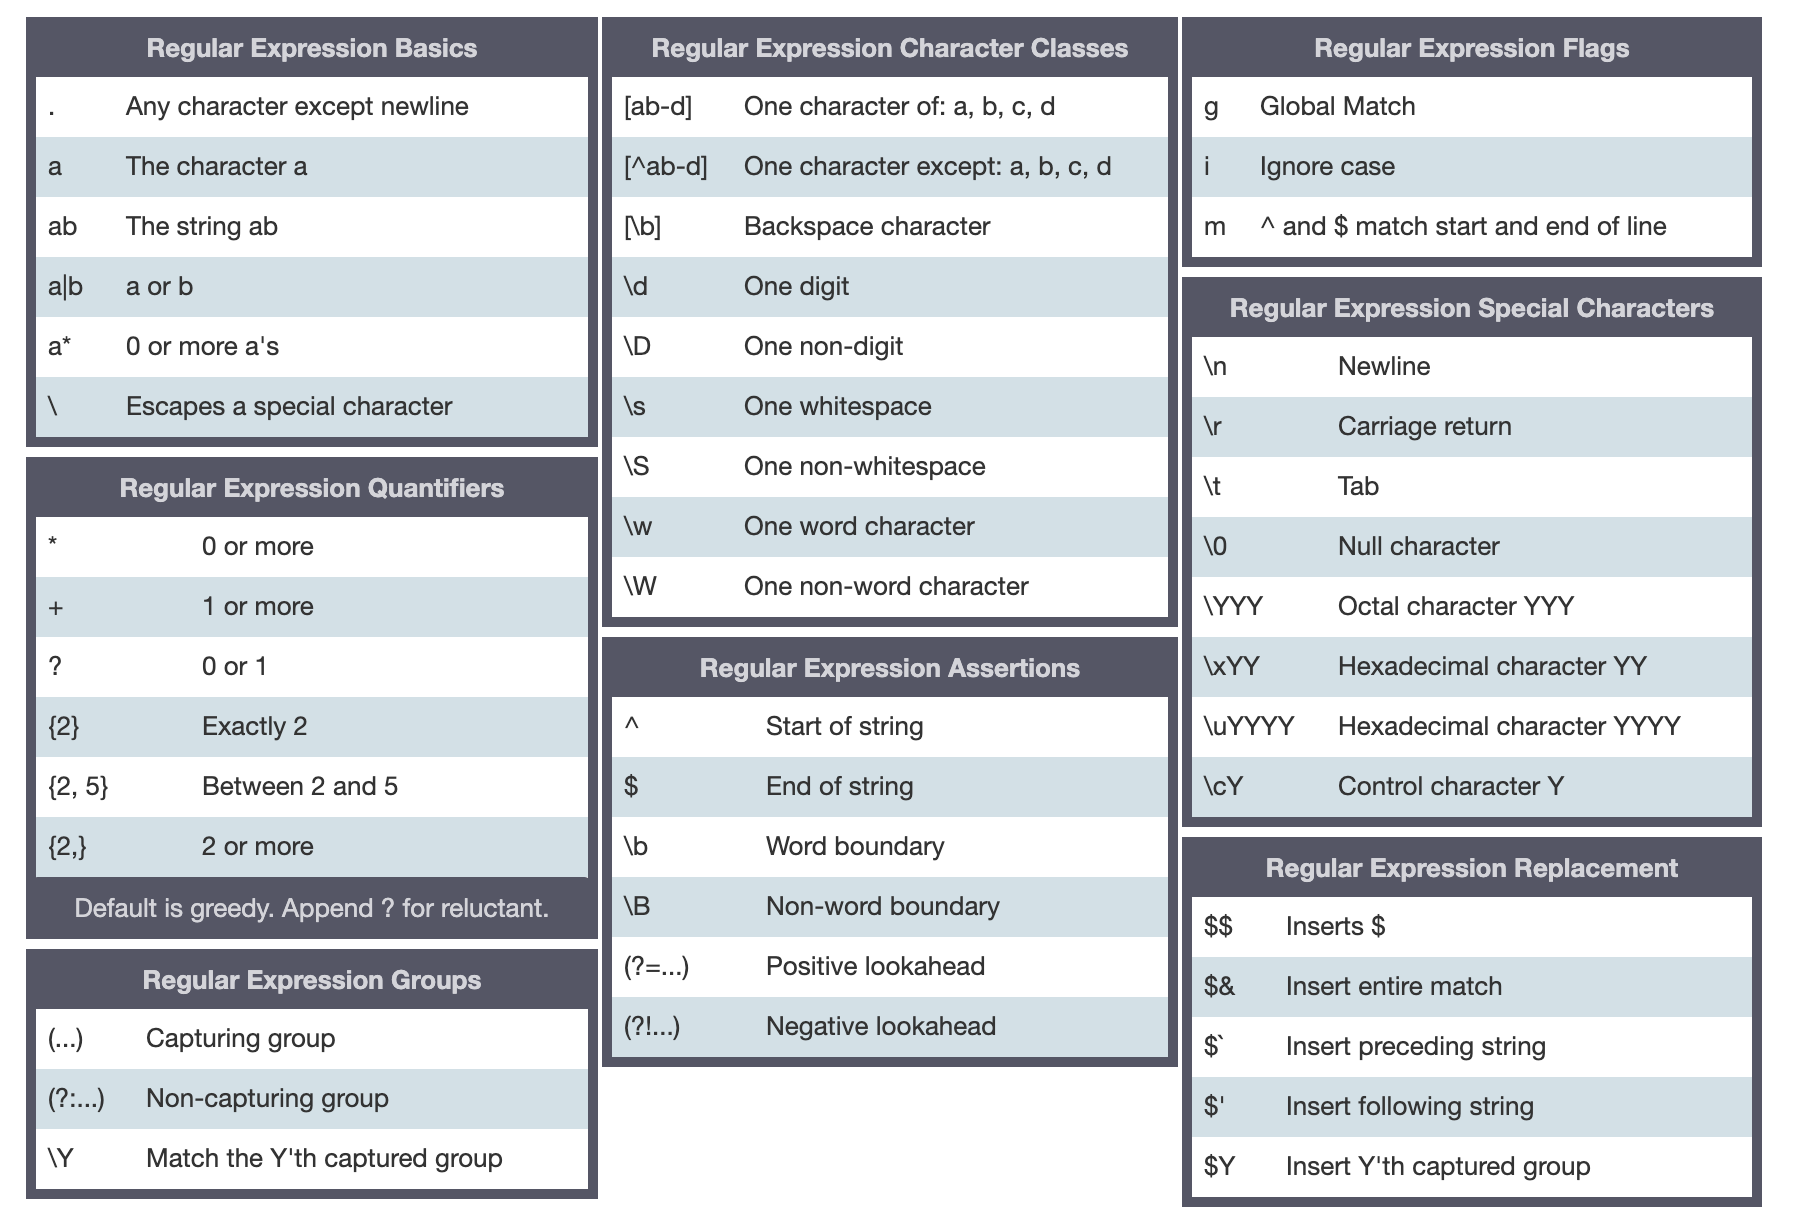 Regular Expression Basics
. Any character except newline
a The character a
ab The string ab
a|b a or b
a* 0 or more a's
\ Escapes a special character
Regular Expression Quantifiers
* 0 or more
+ 1 or more
? 0 or 1
{2} Exactly 2
{2, 5} Between 2 and 5
{2,} 2 or more
Default is greedy. Append ? for reluctant.
Regular Expression Groups
(...) Capturing group
(?:...) Non-capturing group
\Y Match the Y'th captured group
Regular Expression Character Classes
[ab-d] One character of: a, b, c, d
[^ab-d] One character except: a, b, c, d
[\b] Backspace character
\d One digit
\D One non-digit
\s One whitespace
\S One non-whitespace
\w One word character
\W One non-word character
Regular Expression Assertions
^ Start of string
$ End of string
\b Word boundary
\B Non-word boundary
(?=...) Positive lookahead
(?!...) Negative lookahead
Regular Expression Flags
g Global Match
i Ignore case
m ^ and $ match start and end of line
Regular Expression Special Characters
\n Newline
\r Carriage return
\t Tab
\0 Null character
\YYY Octal character YYY
\xYY Hexadecimal character YY
\uYYYY Hexadecimal character YYYY
\cY Control character Y
Regular Expression Replacement
$$ Inserts $
$& Insert entire match
$` Insert preceding string
$' Insert following string
$Y Insert Y'th captured group